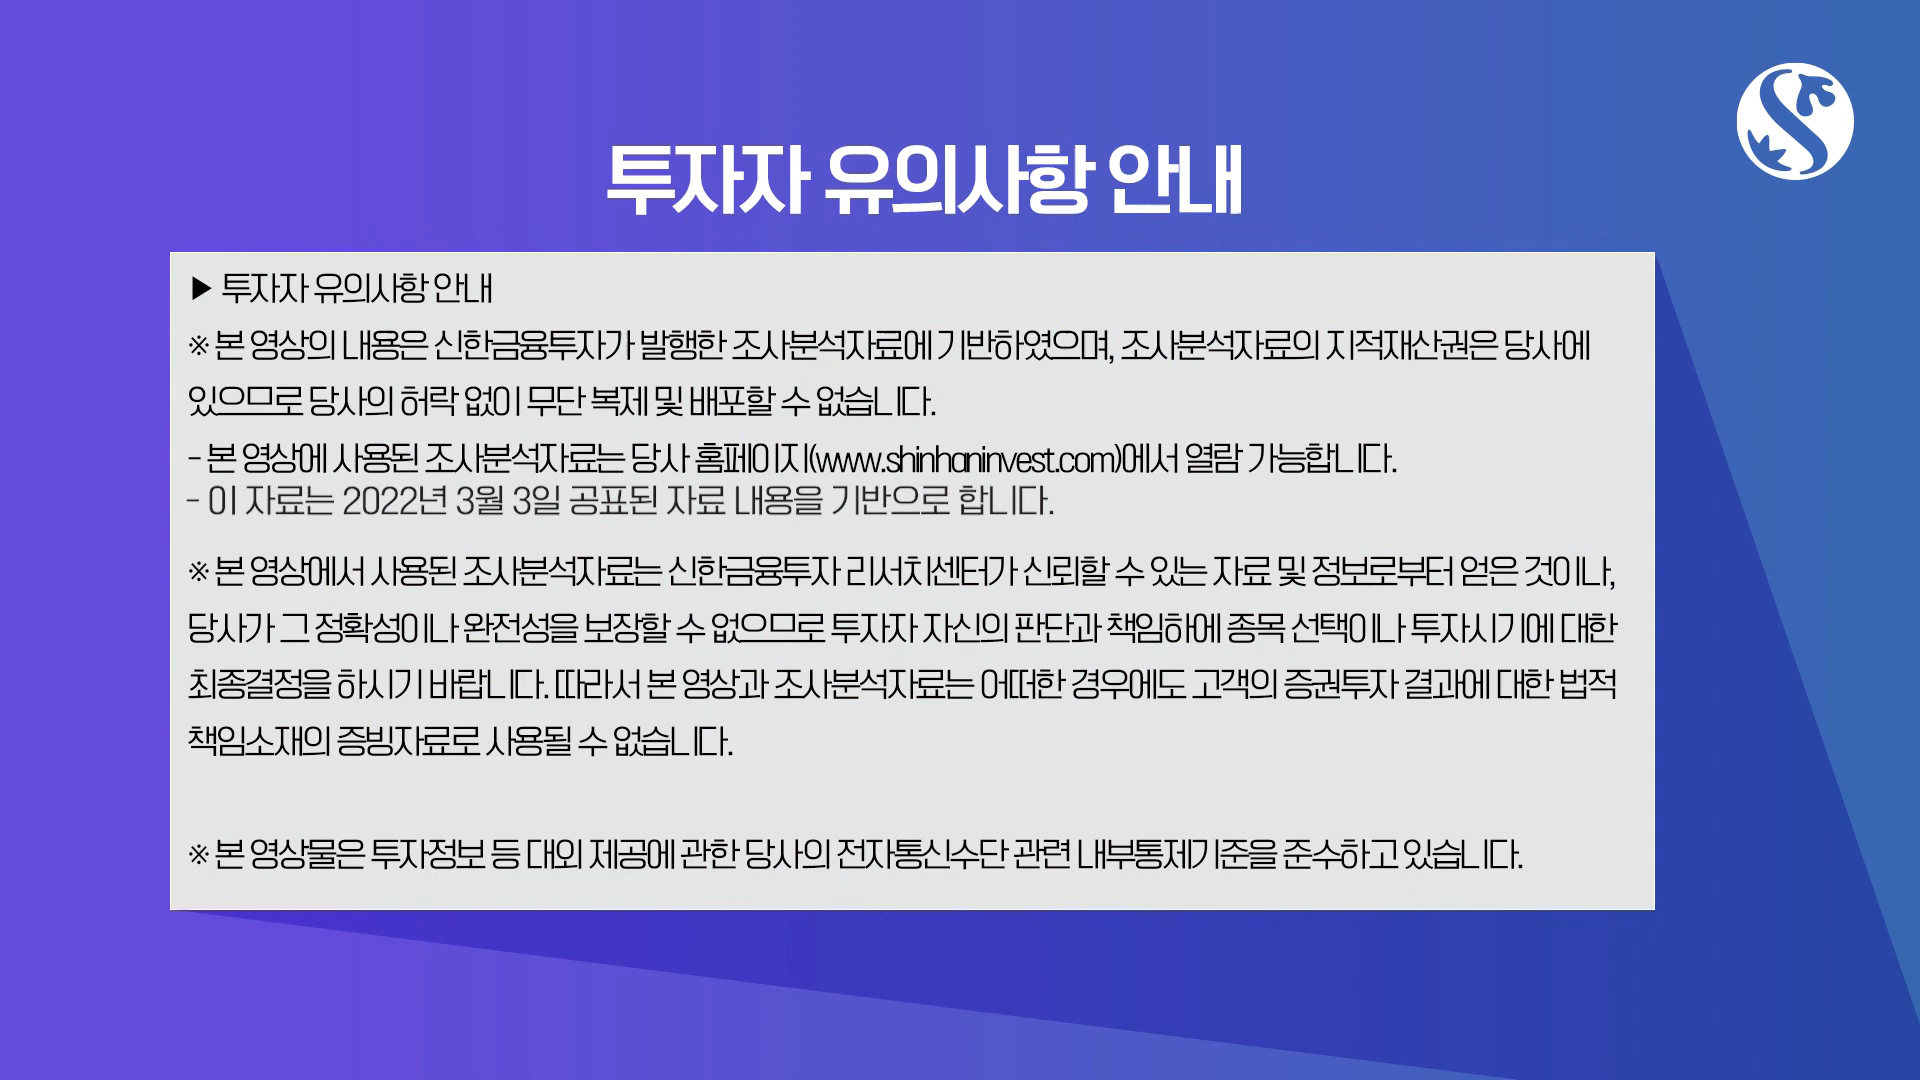 투자자 유의사항 안내
▶ 투자자 유의사항 안내
※ 본 영상의 내용은 신한금융투자가 발행한 조사분석자료에 기반하였으며, 조사분석자료의 지적재산권은 당사에
있으므로 당사의 허락 없이 무단 복제 및 배포할 수 없습니다.
- 본 영상에 사용된 조사분석자료는 당사 홈페이지(www.shinhaninvest.com)에서 열람 가능합니다.
- 이 자료는 2022년 3월 3일 공표된 자료 내용을 기반으로 합니다.
※ 본 영상에서 사용된 조사분석자료는 신한금융투자 리서치센터가 신뢰할 수 있는 자료 및 정보로부터 얻은 것이나,
당사가 그 정확성이나 완전성을 보장할 수 없으므로 투자자 자신의 판단과 책임하에 종목 선택이나 투자시기에 대한
최종결정을 하시기 바랍니다. 따라서 본 영상과 조사분석자료는 어떠한 경우에도 고객의 증권투자 결과에 대한 법적
책임소재의 증빙자료로 사용될 수 없습니다.
※ 본 영상물은 투자정보 등 대외 제공에 관한 당사의 전자통신수단 관련 내부통제기준을 준수하고 있습니다.